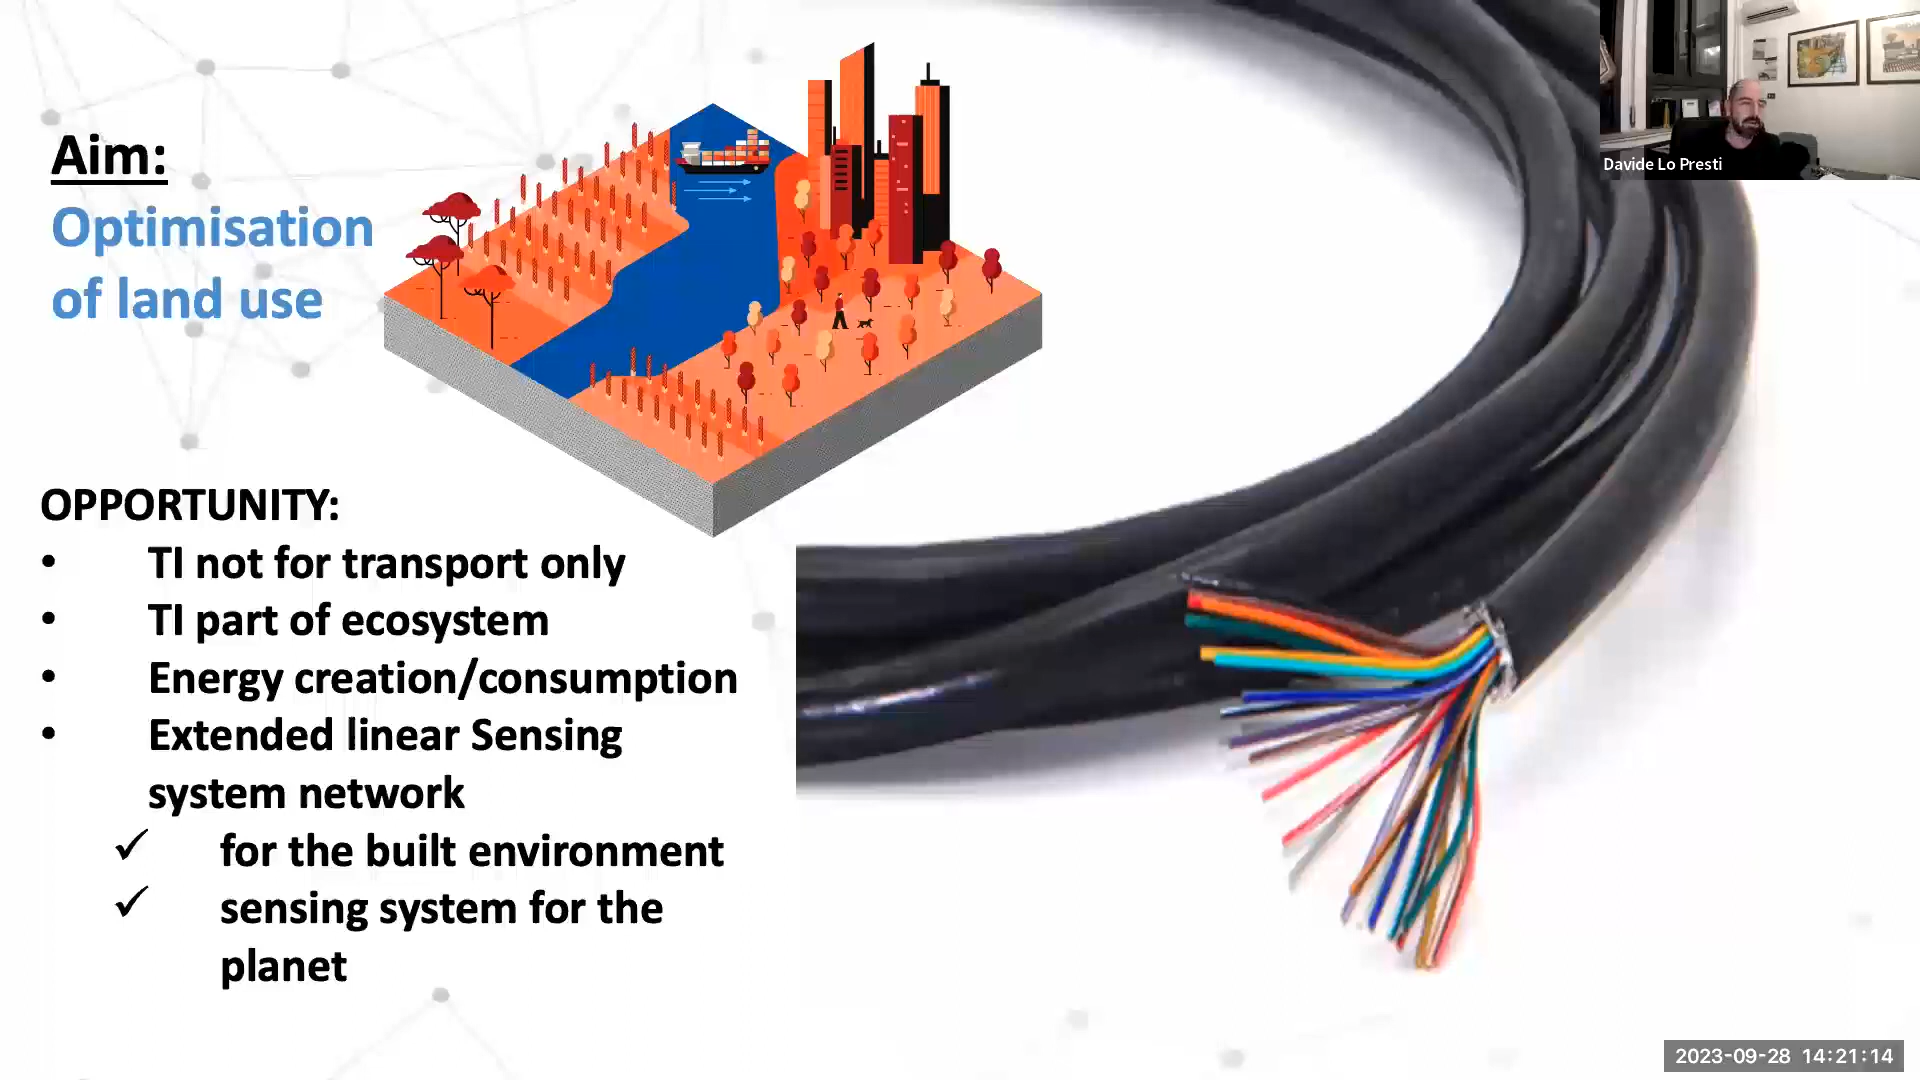 Aim:
Optimisation
of land use
OPPORTUNITY:
• TI not for transport only
• TI part of ecosystem
• Energy creation/consumption
• Extended linear Sensing
system network
✓ for the built environment
✓ sensing system for the
planet
Davide Lo Presti
2023-09-28 14:21:14